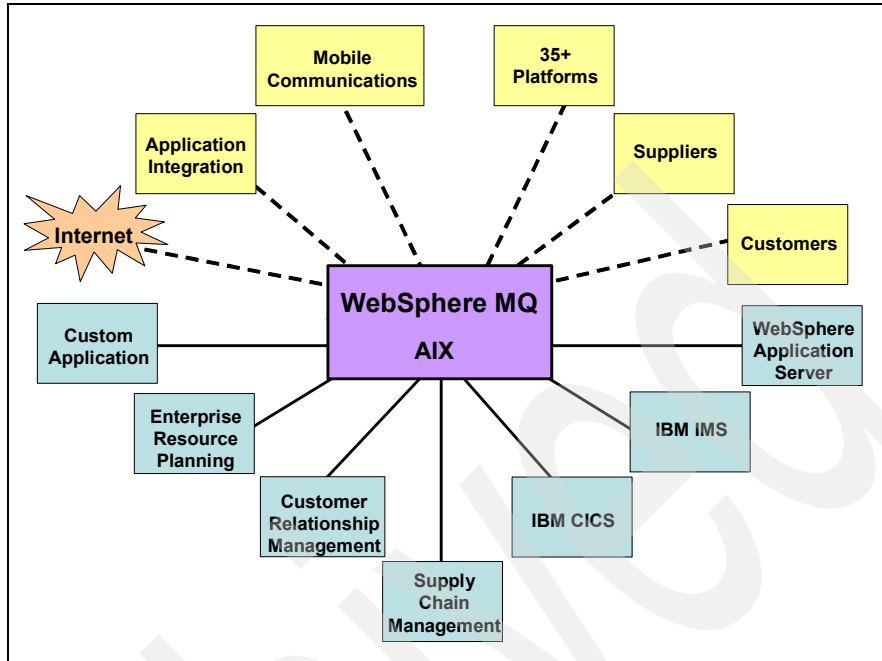 Mobile
Communications
35+
Platforms
Application
Integration
Suppliers
Internet
Customers
WebSphere MQ
AIX
Custom
Application
WebSphere
Application
Server
Enterprise
Resource
Planning
IBM IMS
Customer
Relationship
Management
IBM CICS
Supply
Chain
Management